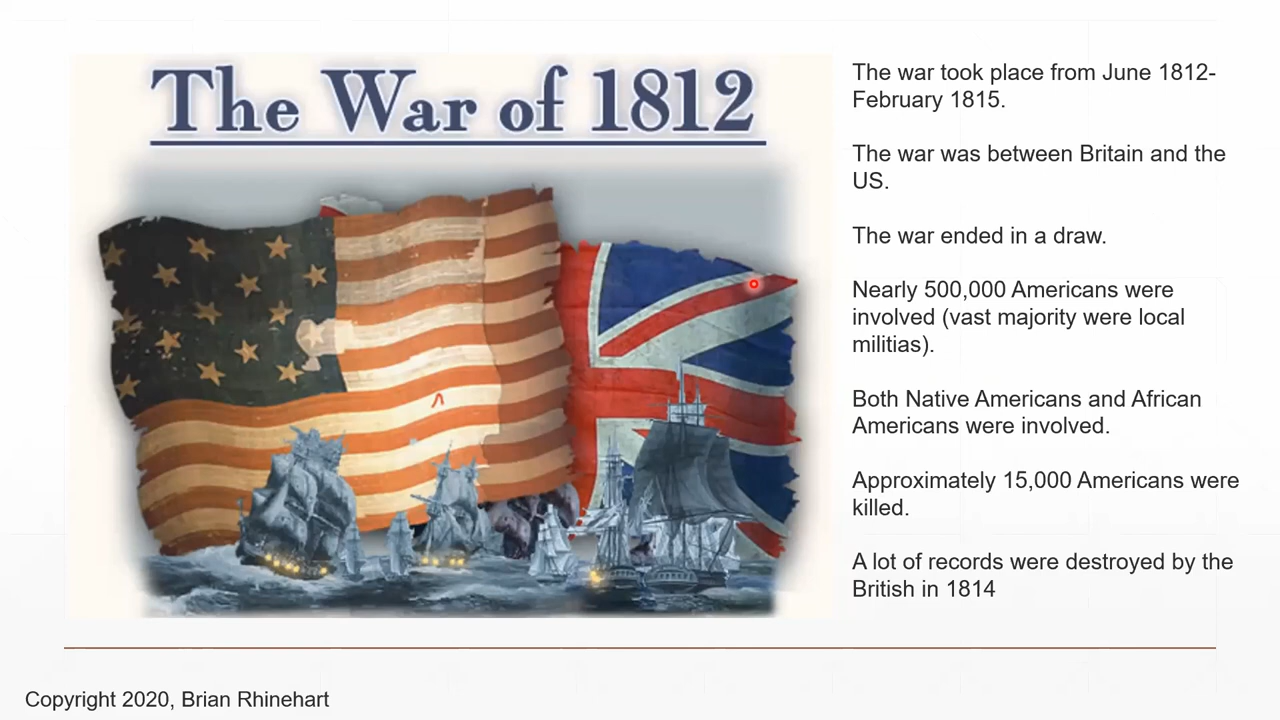 The War of 1812
The war took place from June 1812-
February 1815.
The war was between Britain and the
US.
The war ended in a draw.
Nearly 500,000 Americans were
involved (vast majority were local
militias).
Both Native Americans and African
Americans were involved.
Approximately 15,000 Americans were
killed.
A lot of records were destroyed by the
British in 1814
Copyright 2020, Brian Rhinehart